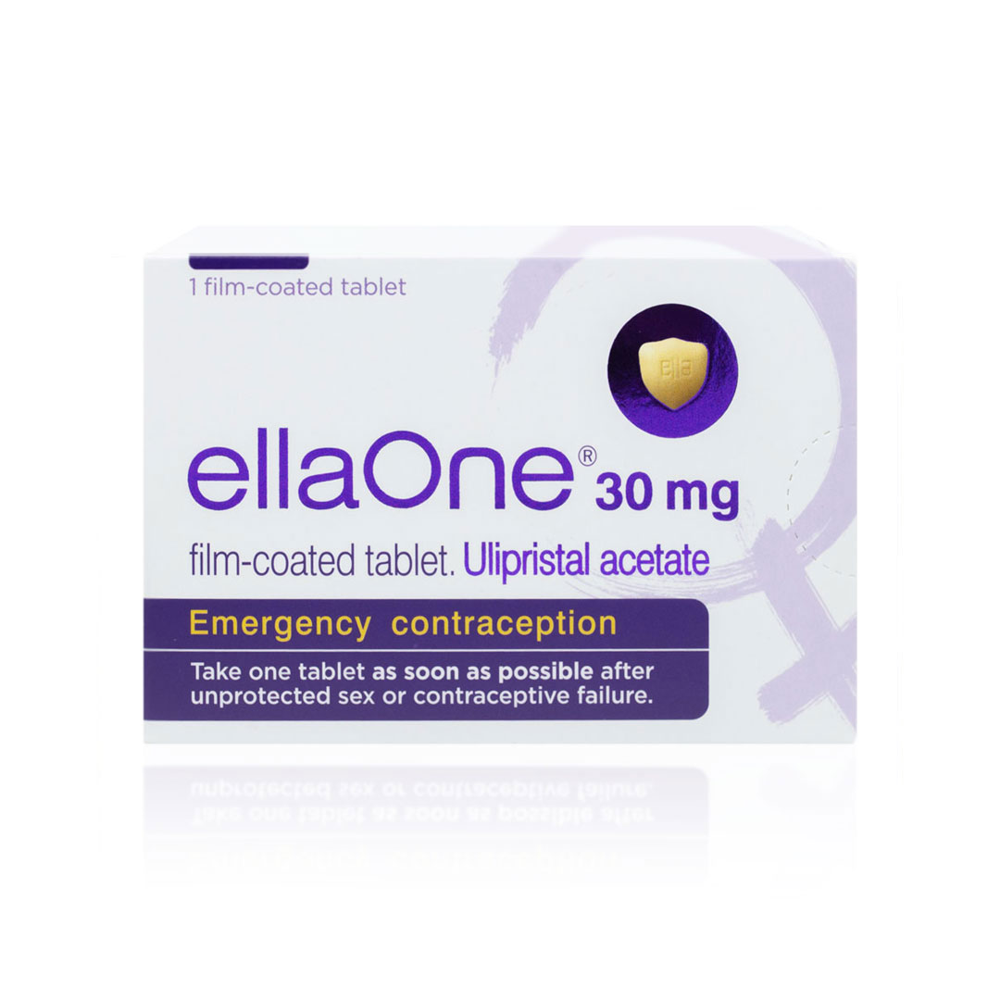 1 film-coated tablet
ella
ellaOne® 30 mg
film-coated tablet. Ulipristal acetate
Emergency contraception
Take one tablet as soon as possible after
unprotected sex or contraceptive failure.